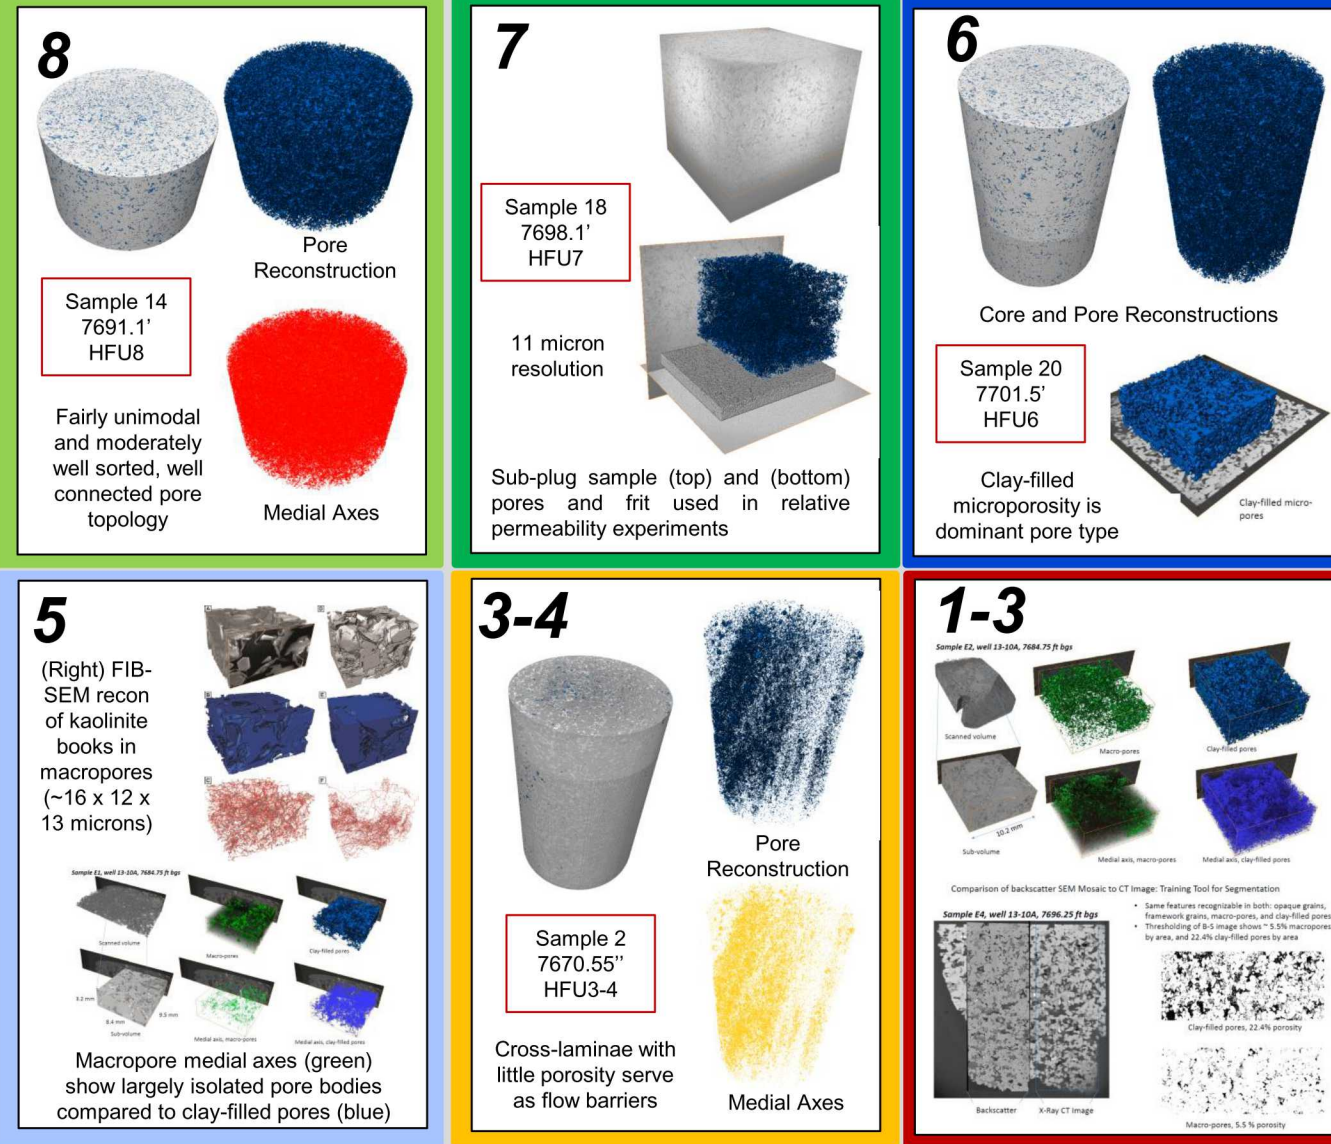 8
Pore
Reconstruction
Sample 14
7691.1’
HFU8
Fairly unimodal
and moderately
well sorted, well
connected pore
topology
Medial Axes
7
Sample 18
7698.1’
HFU7
11 micron
resolution
Sub-plug sample (top) and (bottom)
pores and frit used in relative
permeability experiments
6
Core and Pore Reconstructions
Sample 20
7701.5’
HFU6
Clay-filled
microporosity is
dominant pore type
Clay-filled micro-
pores
5
(Right) FIB-
SEM recon
of kaolinite
books in
macropores
(~16 x 12 x
13 microns)
A
D
B
E
C
F
Sample E1, well 13-10A, 7684.75 ft bgs
Scanned volume
Macro-pores
Clay-filled pores
3.2 mm
8.4 mm
9.5 mm
Sub-volume
Medial axis, macro-pores
Medial axis, clay-filled pores
Macropore medial axes (green)
show largely isolated pore bodies
compared to clay-filled pores (blue)
3-4
Pore
Reconstruction
Sample 2
7670.55’’
HFU3-4
Cross-laminae with
little porosity serve
as flow barriers
Medial Axes
1-3
Sample E2, well 13-10A, 7684.75 ft bgs
Scanned volume
Macro-pores
Clay-filled pores
10.2 mm
Sub-volume
Medial axis, macro-pores
Medial axis, clay-filled pores
Comparison of backscatter SEM Mosaic to CT Image: Training Tool for Segmentation
Sample E4, well 13-10A, 7696.25 ft bgs
• Same features recognizable in both: opaque grains,
framework grains, macro-pores, and clay-filled pores
• Thresholding of B-S image shows ~ 5.5% macropores
by area, and 22.4% clay-filled pores by area
Clay-filled pores, 22.4% porosity
Backscatter
X-Ray CT Image
Macro-pores, 5.5 % porosity